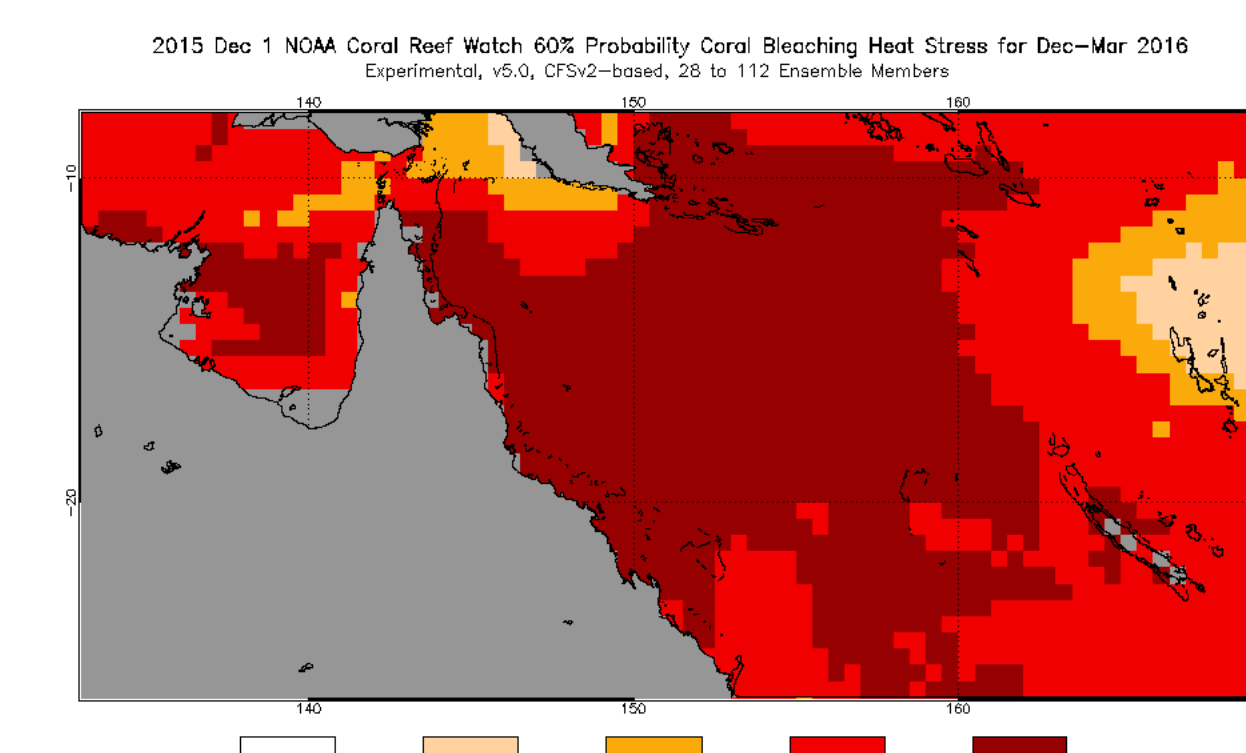 2015 Dec 1 NOAA Coral Reef Watch 60% Probability Coral Bleaching Heat Stress for Dec-Mar 2016
Experimental, v5.0, CFSv2-based, 28 to 112 Ensemble Members
140 150 160
-10
-20
140 150 160